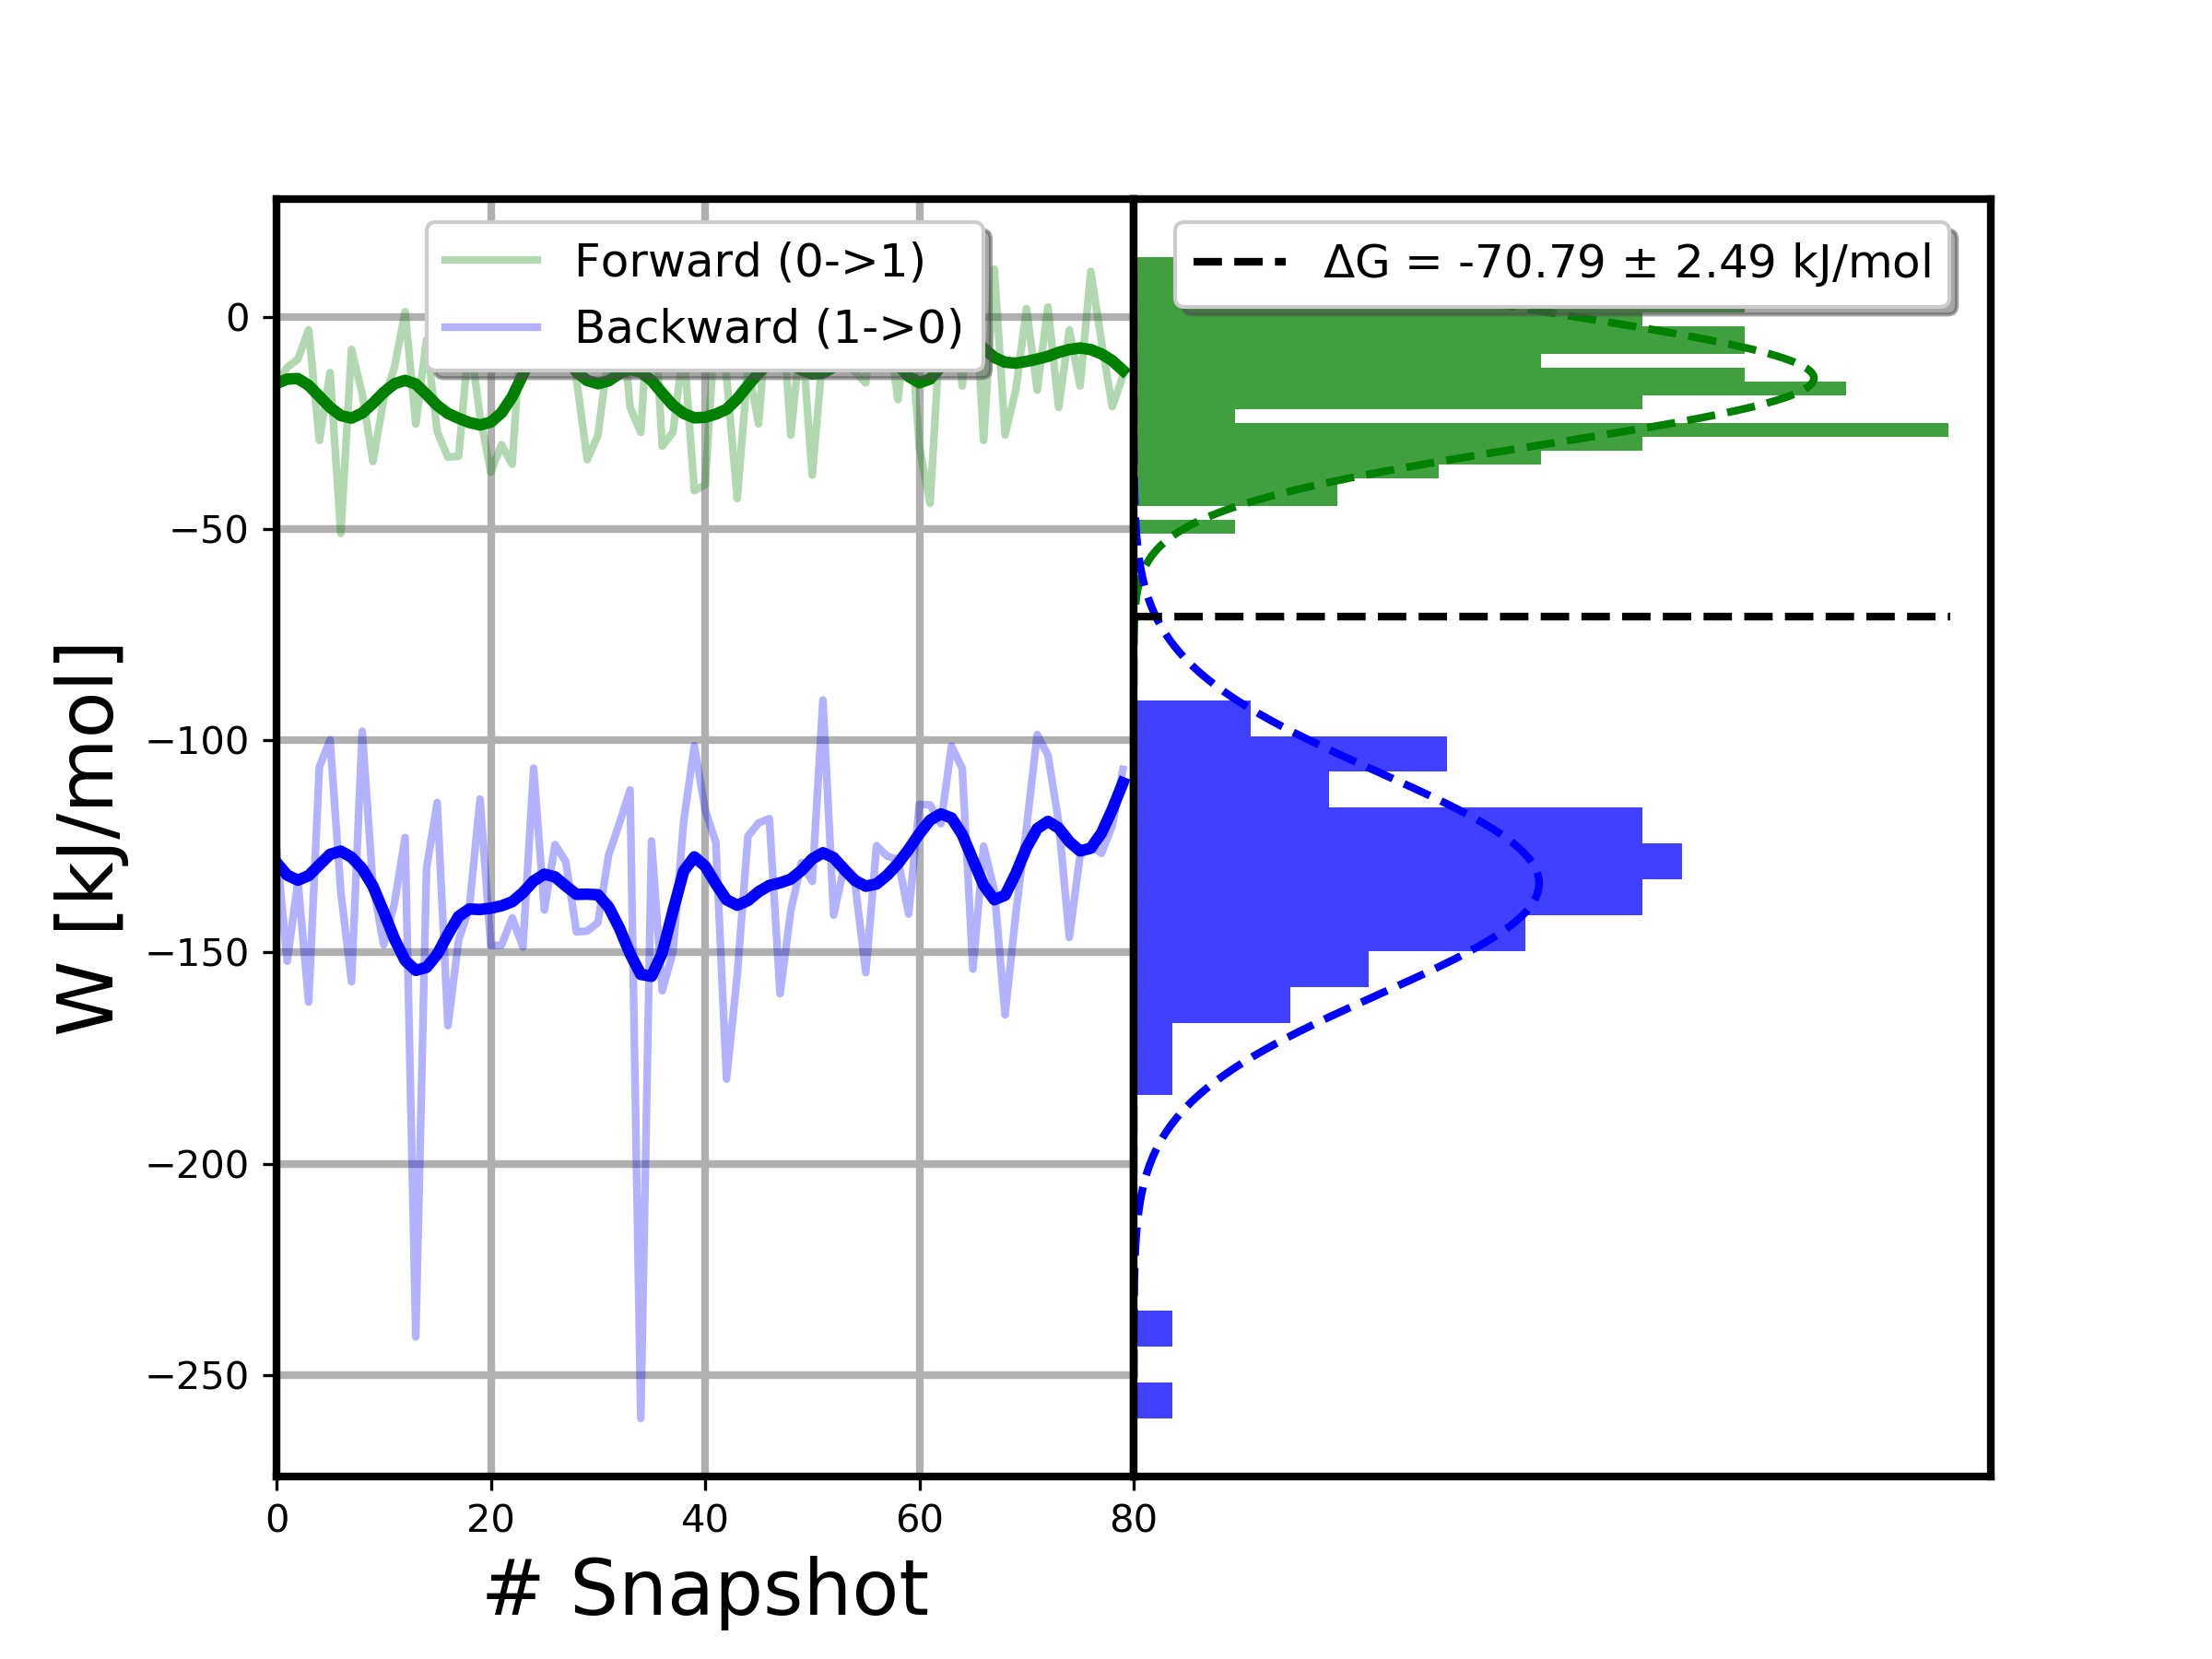 Forward (0->1)
Backward (1->0)
ΔG = -70.79 ± 2.49 kJ/mol
0
−50
−100
−150
−200
−250
W [kJ/mol]
0 20 40 60 80
# Snapshot